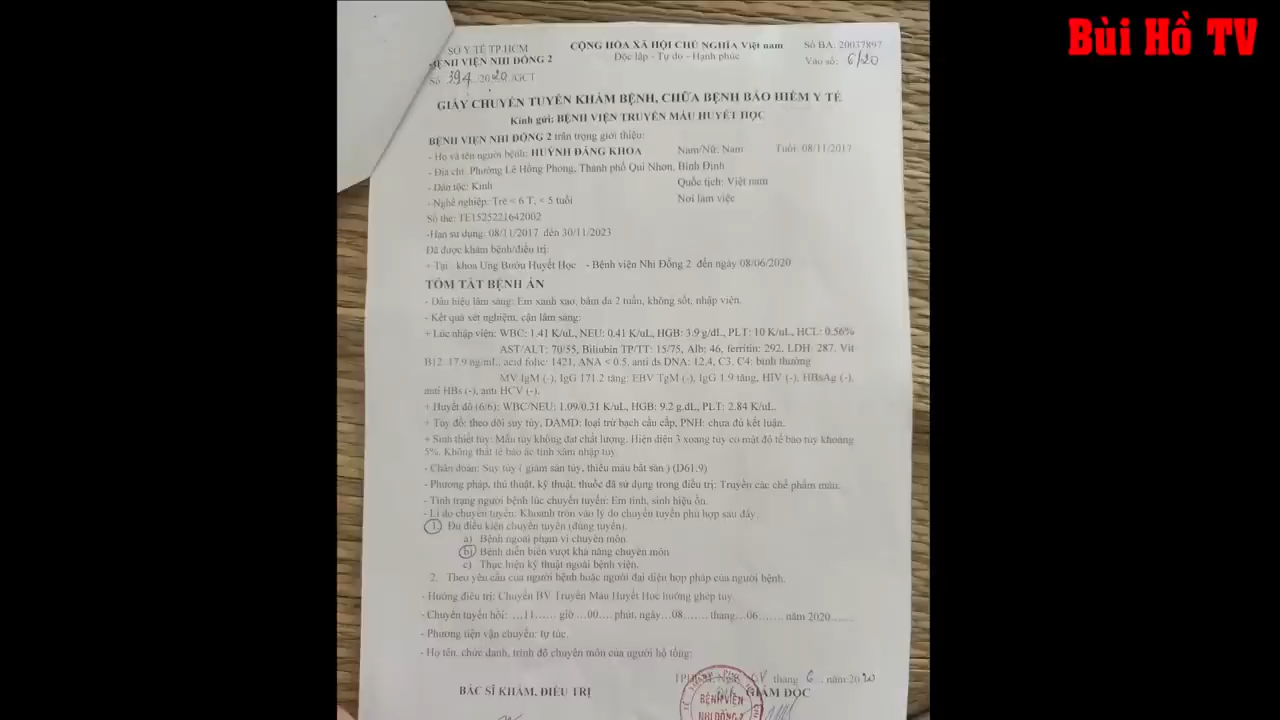 Bùi Hồ TV
SỞ Y TẾ TP.HCM
BỆNH VIỆN NHI ĐỒNG 2
Số 394 /2020 /GCT
CỘNG HÒA XÃ HỘI CHỦ NGHĨA Việt nam
Độc lập - Tự do - Hạnh phúc
Số BA: 20037897
Vào số: 6/20
GIẤY CHUYỂN TUYẾN KHÁM BỆNH, CHỮA BỆNH BẢO HIỂM Y TẾ
Kính gửi: BỆNH VIỆN TRUYỀN MÁU HUYẾT HỌC
BỆNH VIỆN NHI ĐỒNG 2 trân trọng giới thiệu:
- Họ và tên người bệnh: HUỲNH ĐĂNG KHOA Nam/Nữ: Nam Tuổi: 08/11/2017
- Địa chỉ: Phường Lê Hồng Phong, Thành phố Qui Nhơn, Bình Định
- Dân tộc: Kinh Quốc tịch: Việt nam
- Nghề nghiệp: Trẻ < 6 T, < 5 tuổi Nơi làm việc
Số thẻ: TE1525221642002
-Hạn sử dụng: 08/11/2017 đến 30/11/2023
Đã được khám bệnh/điều trị:
+ Tại khoa Ung Bướu Huyết Học - Bệnh viện Nhi Đồng 2 đến ngày 08/06/2020
TÓM TẮT BỆNH ÁN
- Dấu hiệu lâm sàng: Em xanh xao, bầm da 2 tuần, không sốt, nhập viện.
- Kết quả xét nghiệm, cận lâm sàng:
+ Lúc nhập viện: WBC: 1.41 K/uL, NEU: 0.41 K/uL, HGB: 3.9 g/dL, PLT: 10 K/uL, HCL: 0.56%
AST/ALT: 70/55, Biliubin TP/TT: 15/75, Alb: 46, ferritin: 292, LDH: 287, Vit
B12: 17.9 ng/mL, acid folic: 1421, ANA < 0.5, anti ds DNA: 12.4, C3, C4: bình thường
MV IgM (-), IgG 171.2 tăng; EBV TgM (-), IgG 1.9 tăng, HIV (-), HBsAg (-),
anti HBs (-), anti HCV (-),
+ Huyết đồ (6/6): WBC/NEU: 1.09/0.31 K/uL, HGB: 9.2 g.dL, PLT: 2.84 K/uL.
+ Tủy đồ: theo dõi suy tủy, DAMD: loại trừ bạch cầu cấp, PNH: chưa đủ kết luận.
+ Sinh thiết tủy: Mẫu tủy không đạt chất lượng, Hiện diện 3 xoang tủy có mật độ tế bào tủy khoảng
5%. Không thất tế bào ác tính xâm nhập tủy.
- Chẩn đoán: Suy tủy ( giảm sản tủy, thiếu máu bất sản ) (D61.9)
- Phương pháp, thủ thuật, kỹ thuật, thuốc đã sử dụng trong điều trị: Truyền các chế phẩm máu.
- Tình trạng người bệnh lúc chuyển tuyến: Em tỉnh, sinh hiệu ổn.
- Lí do chuyển tuyến: Khoanh tròn vào lý do chuyển tuyến phù hợp sau đây.
1. Đủ điều kiện chuyển tuyến (đúng tuyến).
a) Bệnh ngoài phạm vi chuyên môn.
b) Bệnh diễn biến vượt khả năng chuyên môn
c) Thực hiện kỹ thuật ngoài bệnh viện.
2. Theo yêu cầu của người bệnh hoặc người đại diệu hợp pháp của người bệnh.
- Hướng điều trị: Chuyển BV Truyền Máu Huyết Học hướng ghép tủy.
- Chuyển tuyến hồi: ...11..... giờ...00.... phút, ngày...08....... tháng...06....... năm 2020.......
- Phương tiện vận chuyển: tự túc.
- Họ tên, chức danh, trình độ chuyên môn của người hộ tống:
tháng 6 năm 2020
BÁC SĨ KHÁM, ĐIỀU TRỊ
GIÁM ĐỐC
BỆNH VIỆN
NHI ĐỒNG 2